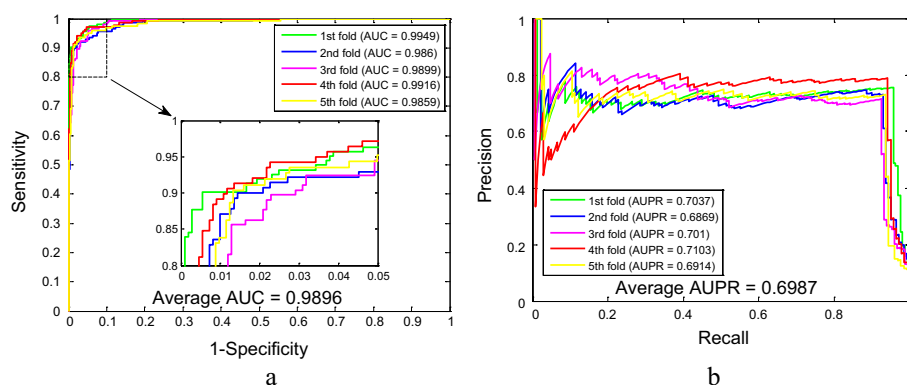 1
0.9
0.8
0.7
0.6
0.5
0.4
0.3
0.2
0.1
0
Sensitivity
1st fold (AUC = 0.9949)
2nd fold (AUC = 0.986)
3rd fold (AUC = 0.9899)
4th fold (AUC = 0.9916)
5th fold (AUC = 0.9859)
1
0.95
0.9
0.85
0.8
0.01 0.02 0.03 0.04 0.05
Average AUC = 0.9896
0 0.1 0.2 0.3 0.4 0.5 0.6 0.7 0.8 0.9 1
1-Specificity
a
1
0.8
0.6
0.4
0.2
0
Precision
1st fold (AUPR = 0.7037)
2nd fold (AUPR = 0.6869)
3rd fold (AUPR = 0.701)
4th fold (AUPR = 0.7103)
5th fold (AUPR = 0.6914)
Average AUPR = 0.6987
0 0.2 0.4 0.6 0.8 1
Recall
b